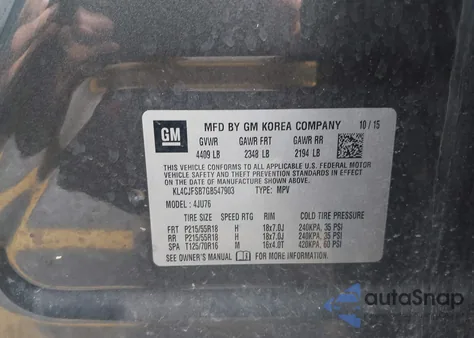 GM
MFD BY GM KOREA COMPANY 10 / 15
GVWR GAWR FRT GAWR RR
4409 LB 2348 LB 2194 LB
THIS VEHICLE CONFORMS TO ALL APPLICABLE U.S. FEDERAL MOTOR
VEHICLE SAFETY AND THEFT PREVENTION STANDARDS IN EFFECT ON
THE DATE OF MANUFACTURE SHOWN ABOVE.
KL4CJFSB7GB547903 TYPE: MPV
MODEL : 4JU76
TIRE SIZE SPEED RTG RIM COLD TIRE PRESSURE
FRT P215/55R18 H 18x7.0J 240KPA, 35 PSI
RR P215/55R18 H 18x7.0J 240KPA, 35 PSI
SPA T125/70R16 M 16x4.0T 420KPA, 60 PSI
SEE OWNER'S MANUAL FOR MORE INFORMATION.
autoSnap